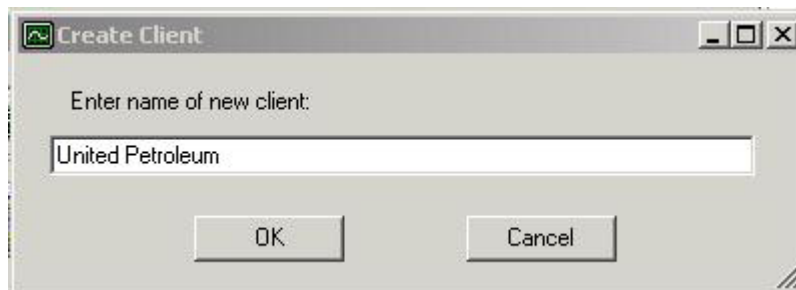 Create Client
Enter name of new client:
United Petroleum
OK Cancel